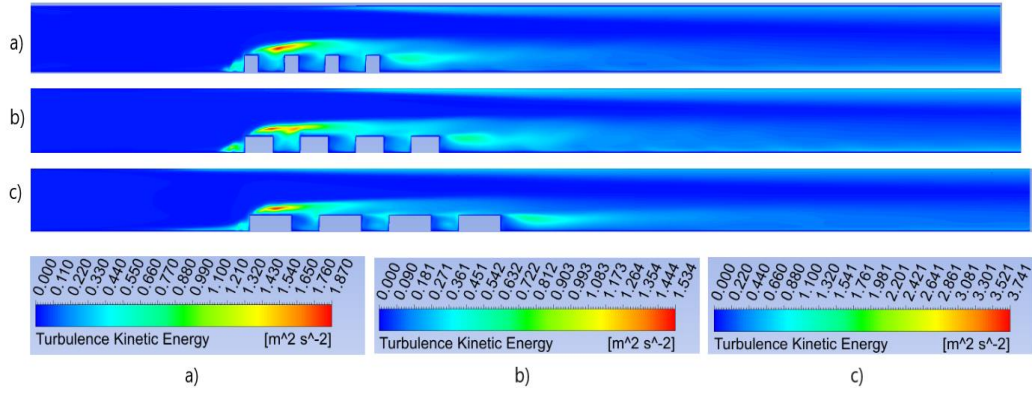 a)
b)
c)
0.000 0.110 0.220 0.330 0.440 0.550 0.660 0.770 0.880 0.990 1.100 1.210 1.320 1.430 1.540 1.650 1.760 1.870
Turbulence Kinetic Energy [m^2 s^-2]
a)
0.000 0.090 0.181 0.271 0.361 0.451 0.542 0.632 0.722 0.812 0.903 0.993 1.083 1.173 1.264 1.354 1.444 1.534
Turbulence Kinetic Energy [m^2 s^-2]
b)
0.000 0.220 0.440 0.660 0.880 1.100 1.320 1.541 1.761 1.981 2.201 2.421 2.641 2.861 3.081 3.301 3.521 3.741
Turbulence Kinetic Energy [m^2 s^-2]
c)